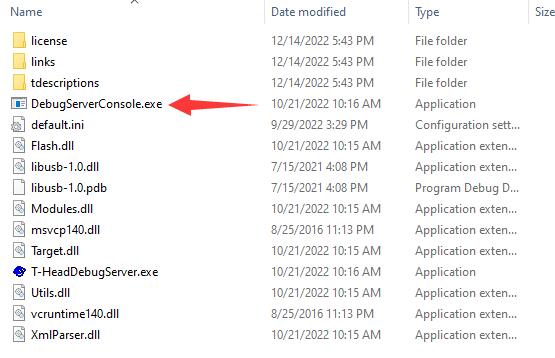 Name Date modified Type Size
license 12/14/2022 5:43 PM File folder
links 12/14/2022 5:43 PM File folder
tdescriptions 12/14/2022 5:43 PM File folder
DebugServerConsole.exe 10/21/2022 10:16 AM Application
default.ini 9/29/2022 3:29 PM Configuration sett...
Flash.dll 10/21/2022 10:15 AM Application exten...
libusb-1.0.dll 7/15/2021 4:08 PM Application exten...
libusb-1.0.pdb 7/15/2021 4:08 PM Program Debug D...
Modules.dll 10/21/2022 10:15 AM Application exten...
msvcp140.dll 8/25/2016 11:13 PM Application exten...
Target.dll 10/21/2022 10:15 AM Application exten...
T-HeadDebugServer.exe 10/21/2022 10:16 AM Application
Utils.dll 10/21/2022 10:15 AM Application exten...
vcruntime140.dll 8/25/2016 11:13 PM Application exten...
XmlParser.dll 10/21/2022 10:15 AM Application exten...